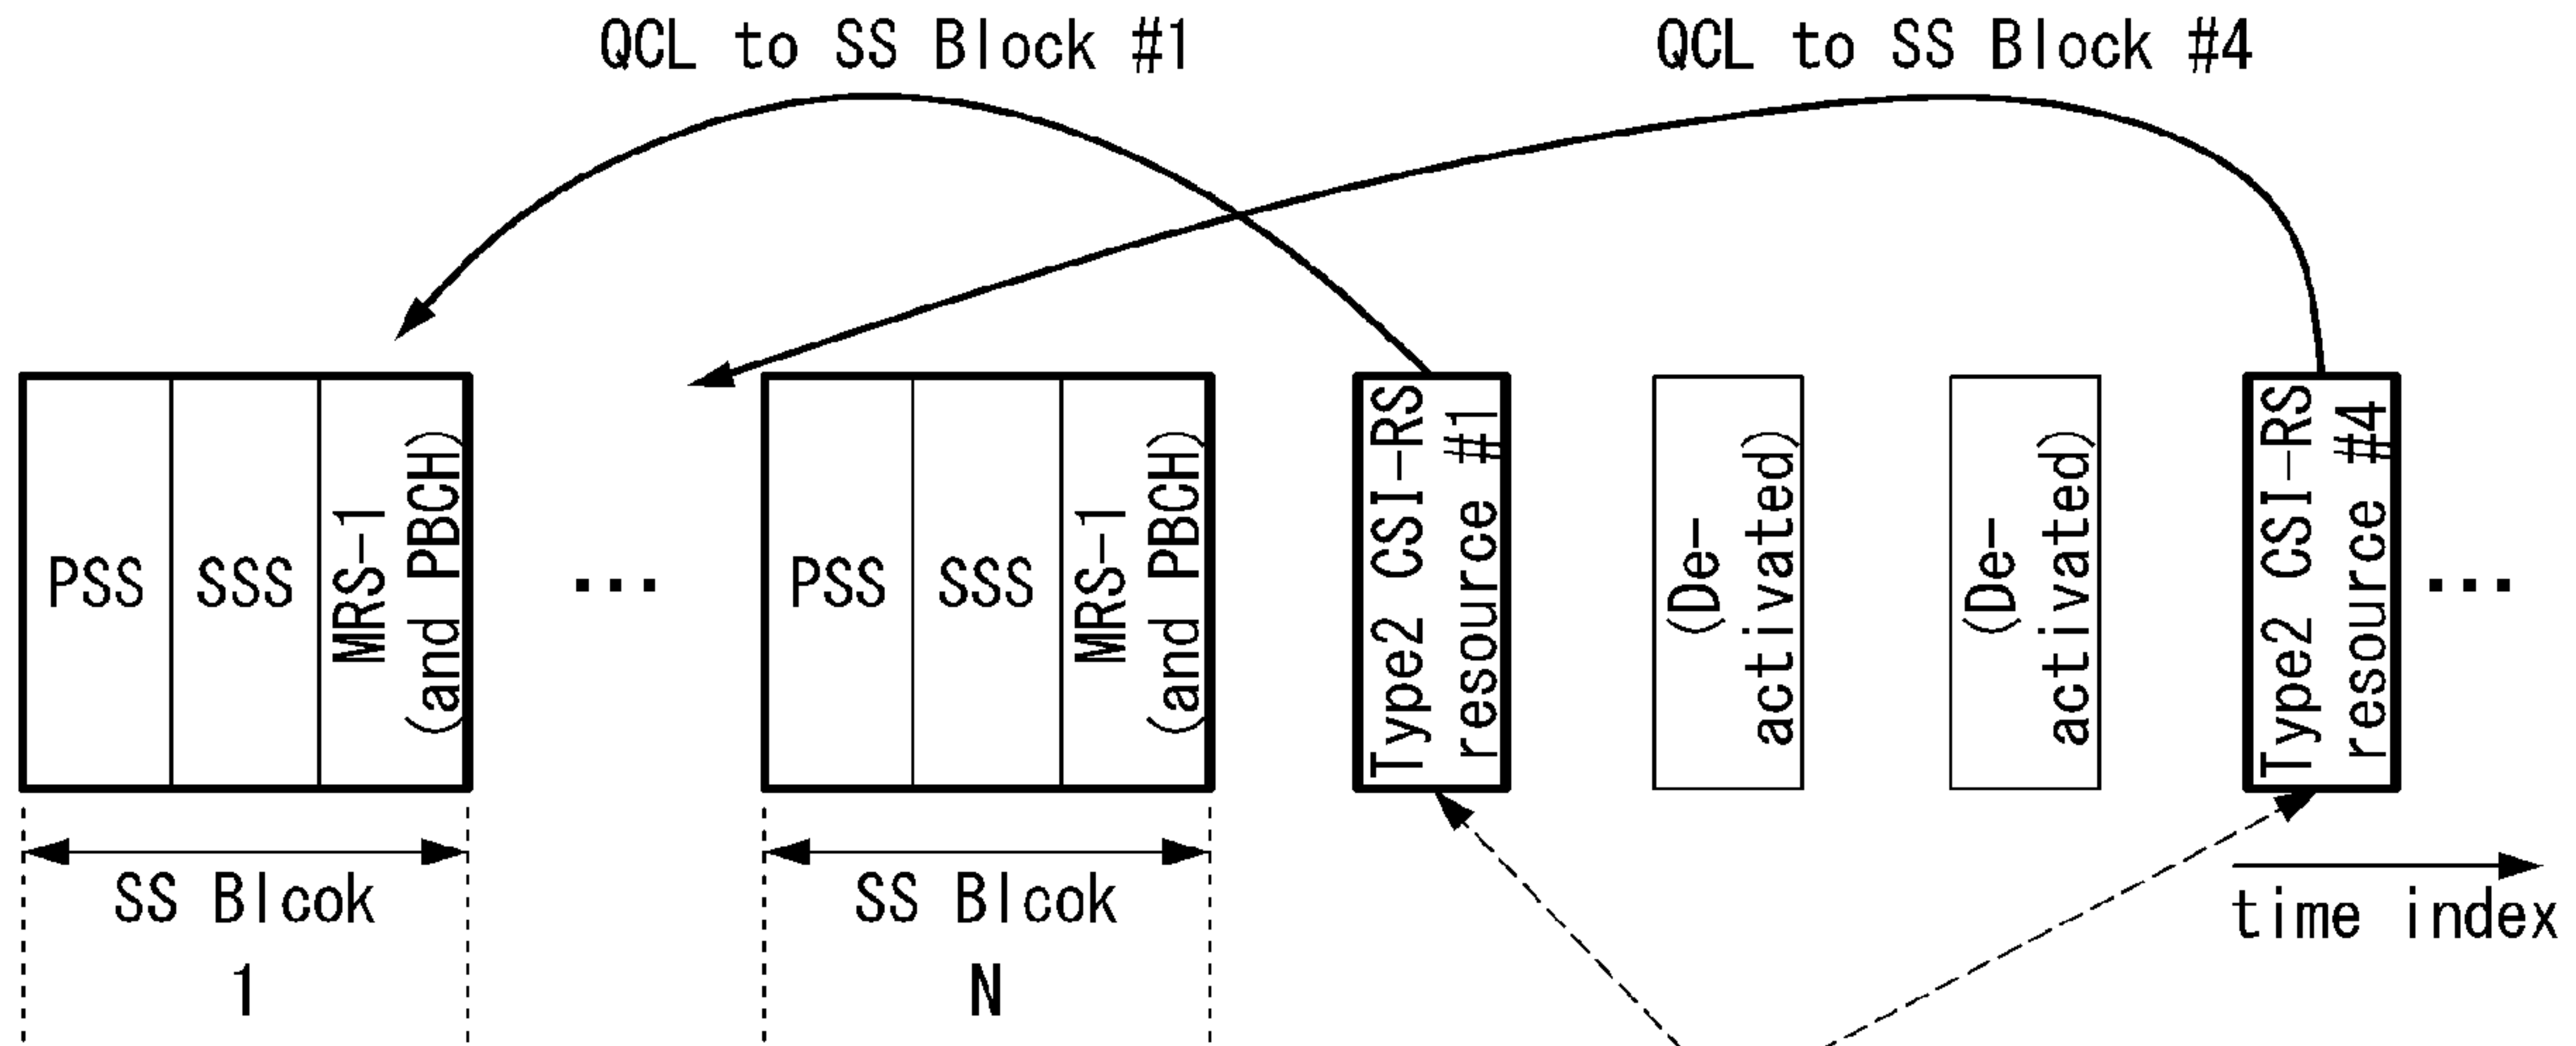 QCL to SS Block #1
QCL to SS Block #4
PSS
SSS
MRS-1
(and PBCH)
...
PSS
SSS
MRS-1
(and PBCH)
Type2 CSI-RS
resource #1
(De-
activated)
(De-
activated)
Type2 CSI-RS
resource #4
...
SS Blcok
1
SS Blcok
N
time index